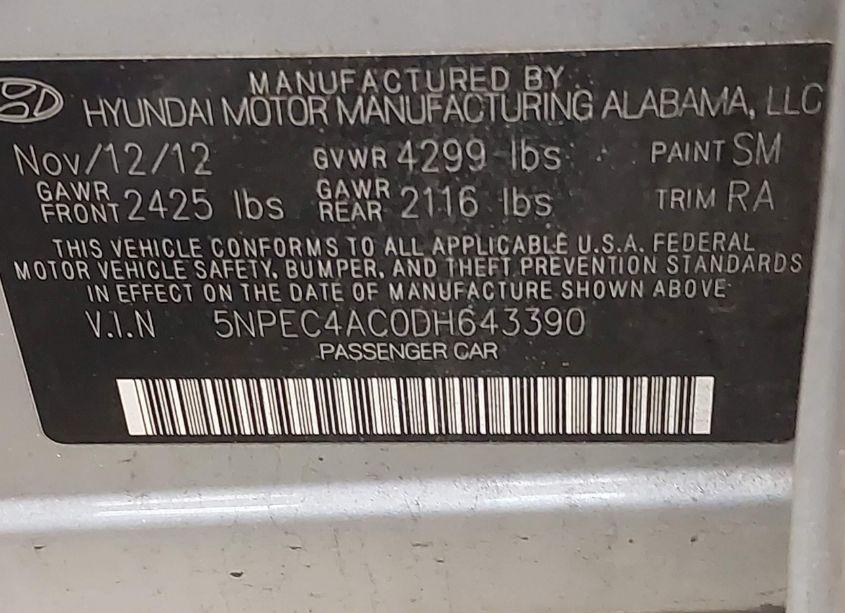 MANUFACTURED BY
HYUNDAI MOTOR MANUFACTURING ALABAMA, LLC
Nov/12/12 GVWR 4299 lbs PAINT SM
GAWR FRONT 2425 lbs GAWR REAR 2116 lbs TRIM RA
THIS VEHICLE CONFORMS TO ALL APPLICABLE U.S.A. FEDERAL
MOTOR VEHICLE SAFETY, BUMPER, AND THEFT PREVENTION STANDARDS
IN EFFECT ON THE DATE OF MANUFACTURE SHOWN ABOVE
V.I.N 5NPEC4AC0DH643390
PASSENGER CAR